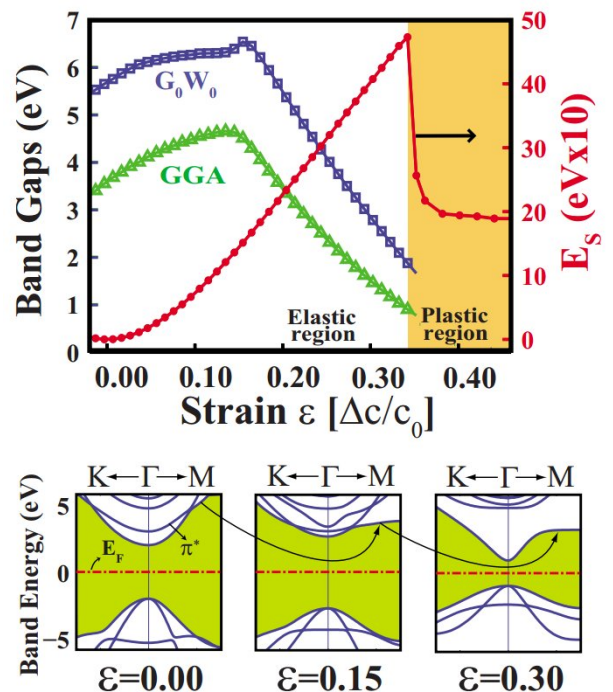 7
6
5
4
3
2
1
0
Band Gaps (eV)
G₀W₀
GGA
Elastic region
Plastic region
50
40
30
20
10
0
E_S (eVx10)
0.00 0.10 0.20 0.30 0.40
Strain ε [Δc/c₀]
K Γ M K Γ M K Γ M
Band Energy (eV)
5
0
−5
E_F
π*
ε=0.00 ε=0.15 ε=0.30